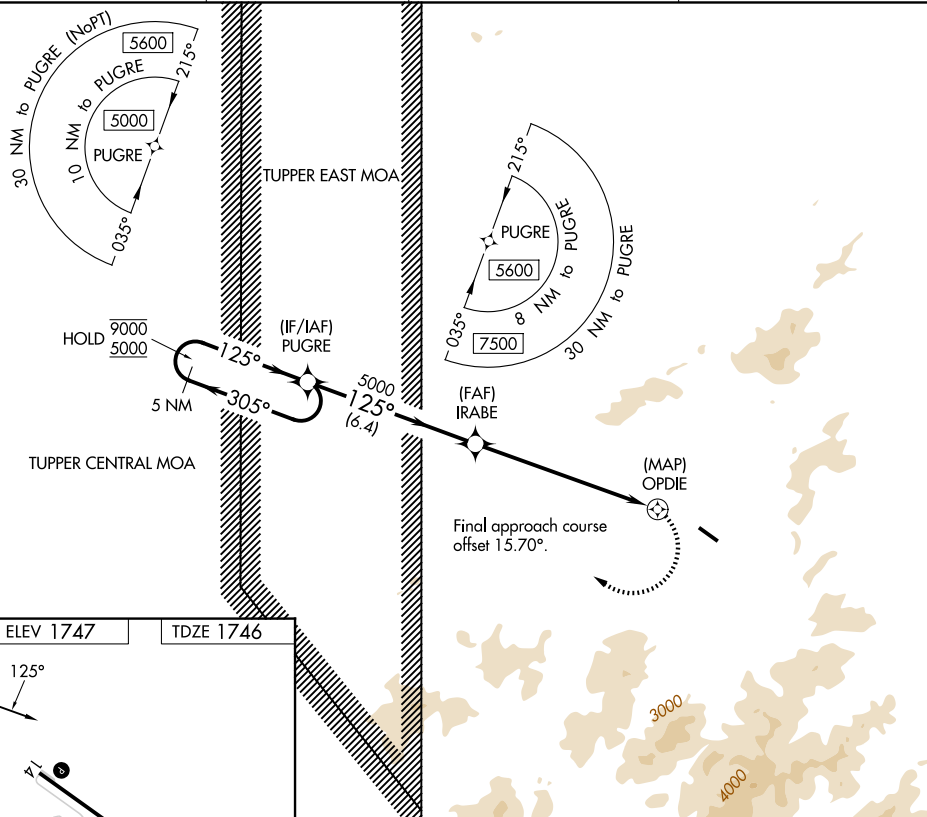 30 NM to PUGRE (NoPT)
5600
215°
10 NM to PUGRE
5000
PUGRE
035°
TUPPER EAST MOA
215°
PUGRE
5600
8 NM to PUGRE
30 NM to PUGRE
035°
7500
HOLD 9000
5000
(IF/IAF)
PUGRE
125°
305°
5 NM
5000
125°
(6.4)
(FAF)
IRABE
TUPPER CENTRAL MOA
(MAP)
OPDIE
Final approach course
offset 15.70°.
ELEV 1747
TDZE 1746
125°
14
P
3000
4000